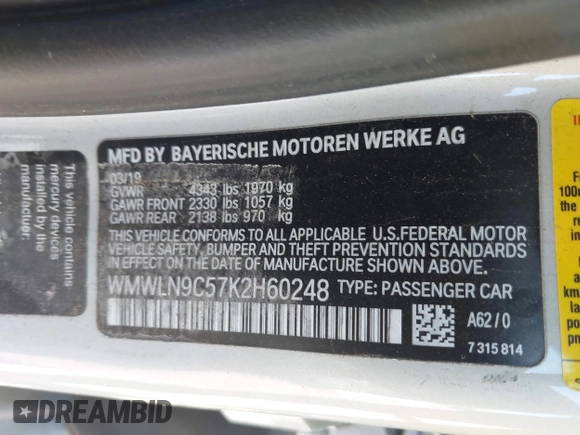 This vehicle contains
mercury devices
installed by the
manufacturer.
MFD BY BAYERISCHE MOTOREN WERKE AG
03/19
GVWR 4343 lbs 1970 kg
GAWR FRONT 2330 lbs 1057 kg
GAWR REAR 2138 lbs 970 kg
THIS VEHICLE CONFORMS TO ALL APPLICABLE U.S.FEDERAL MOTOR
VEHICLE SAFETY, BUMPER AND THEFT PREVENTION STANDARDS
IN EFFECT ON THE DATE OF MANUFACTURE SHOWN ABOVE.
WMWLN9C57K2H60248 TYPE: PASSENGER CAR
A62/0
7 315 814
DREAMBID